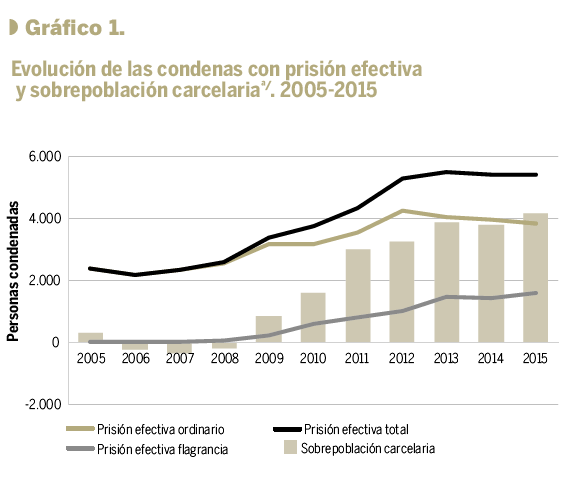 Gráfico 1.
Evolución de las condenas con prisión efectiva
y sobrepoblación carcelariaª/. 2005-2015
Personas condenadas
6.000
4.000
2.000
0
-2.000
2005 2006 2007 2008 2009 2010 2011 2012 2013 2014 2015
Prisión efectiva ordinario Prisión efectiva total
Prisión efectiva flagrancia Sobrepoblación carcelaria